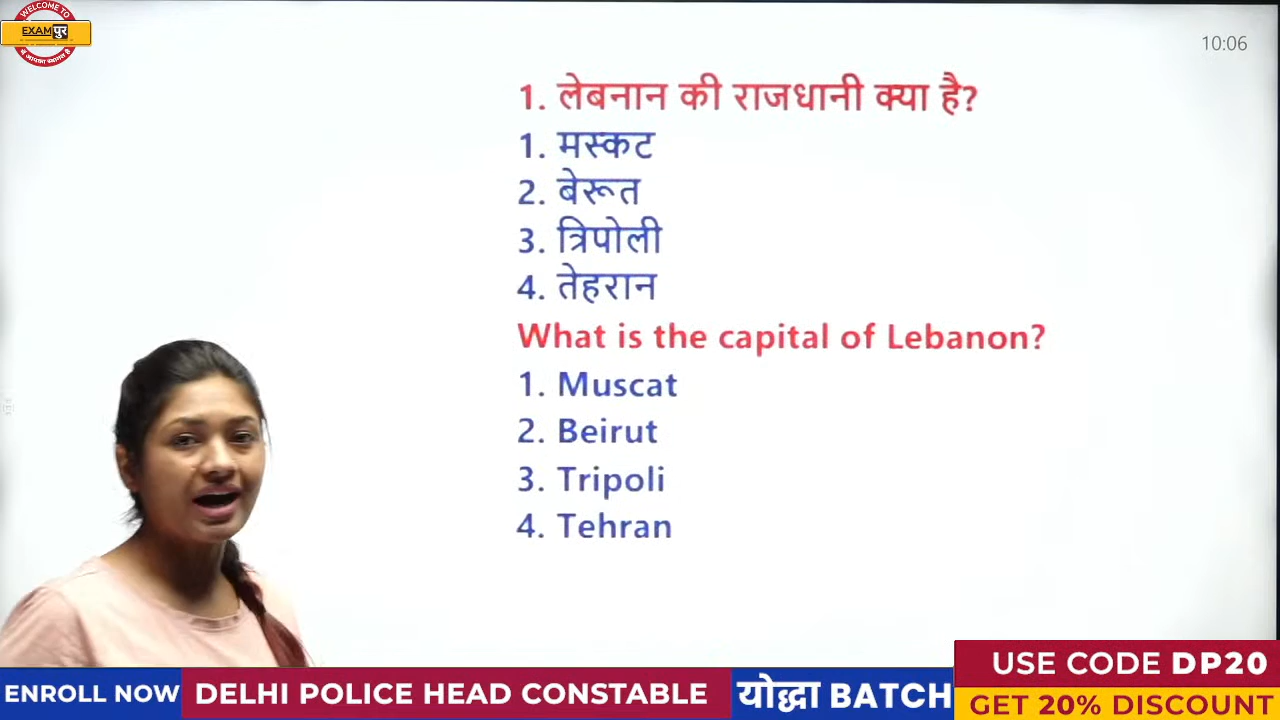 WELCOME TO
EXAMपुर
10:06
1. लेबनान की राजधानी क्या है?
1. मस्कट
2. बेरूत
3. त्रिपोली
4. तेहरान
What is the capital of Lebanon?
1. Muscat
2. Beirut
3. Tripoli
4. Tehran
USE CODE DP20
ENROLL NOW DELHI POLICE HEAD CONSTABLE योद्धा BATCH
GET 20% DISCOUNT